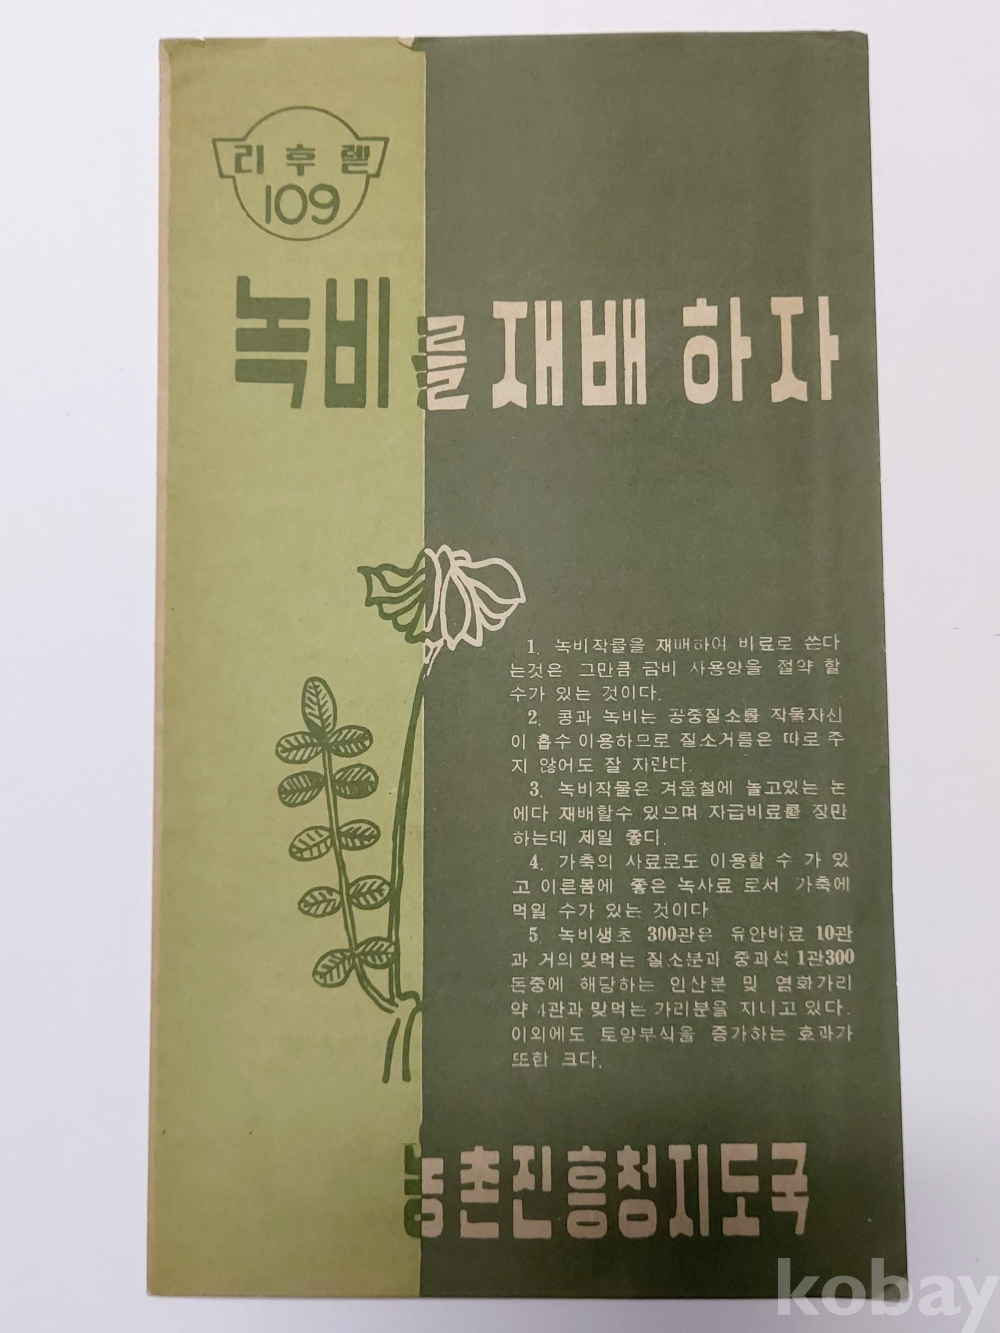 리후렡
109
녹비를 재배 하자
1. 녹비작물을 재배하여 비료로 쓴다
는것은 그만큼 금비 사용양을 절약 할
수가 있는 것이다.
2. 콩과 녹비는 공중질소를 작물자신
이 흡수 이용하므로 질소거름은 따로 주
지 않어도 잘 자란다.
3. 녹비작물은 겨울철에 놀고있는 논
에다 재배할수 있으며 자급비료를 장만
하는데 제일 좋다.
4. 가축의 사료로도 이용할 수 가 있
고 이른봄에 좋은 녹사료 로서 가축에
먹일 수가 있는 것이다
5. 녹비생초 300관은 유안비료 10관
과 거의 맞먹는 질소분과 중과석 1관300
돈중에 해당하는 인산분 및 염화가리
약 4관과 맞먹는 가리분을 지니고 있다.
이외에도 토양부식을 증가하는 효과가
또한 크다.
농촌진흥청지도국
kobay